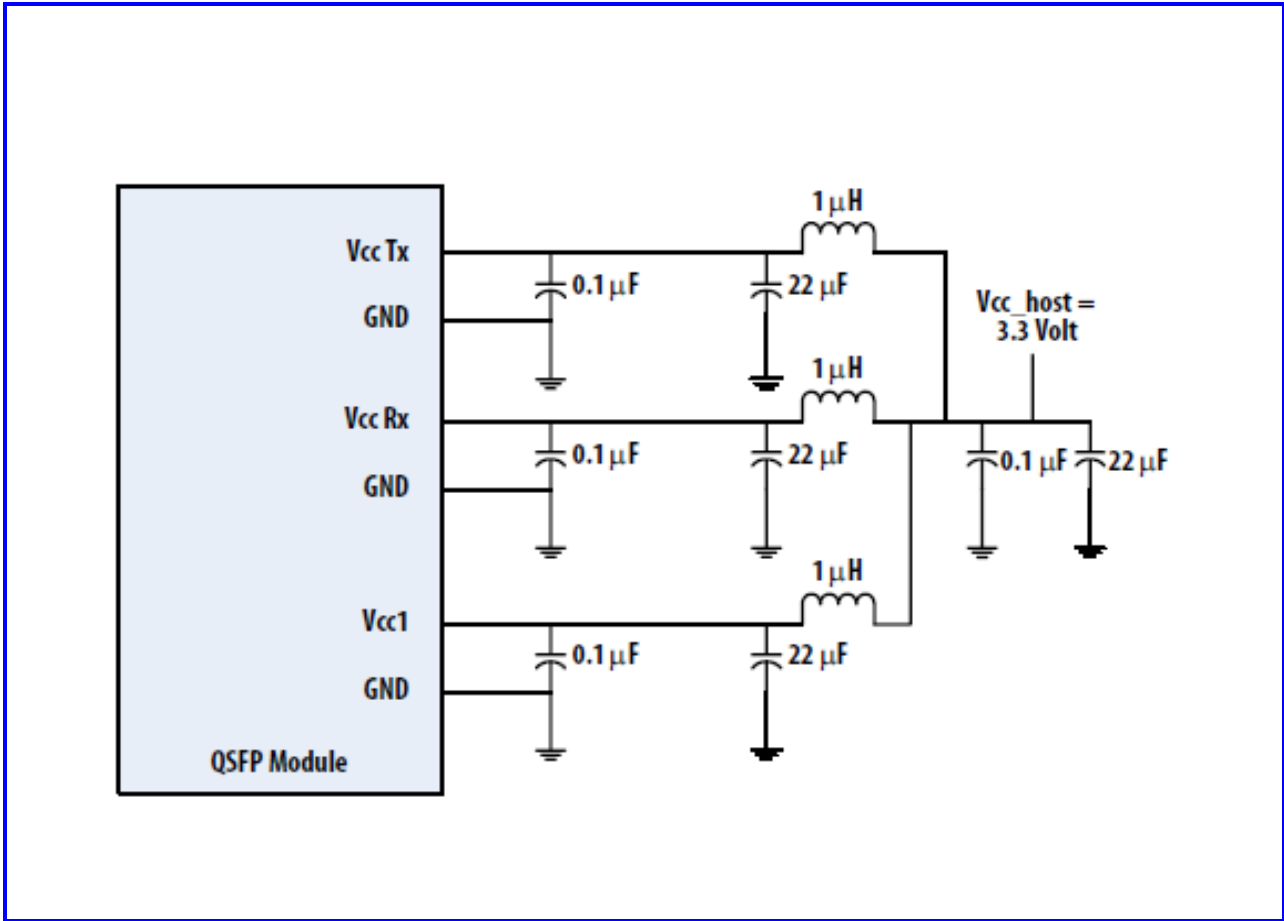 1 μH
Vcc Tx
0.1 μF
22 μF
GND
Vcc_host =
3.3 Volt
1 μH
Vcc Rx
0.1 μF
22 μF
0.1 μF
22 μF
GND
1 μH
Vcc1
0.1 μF
22 μF
GND
QSFP Module